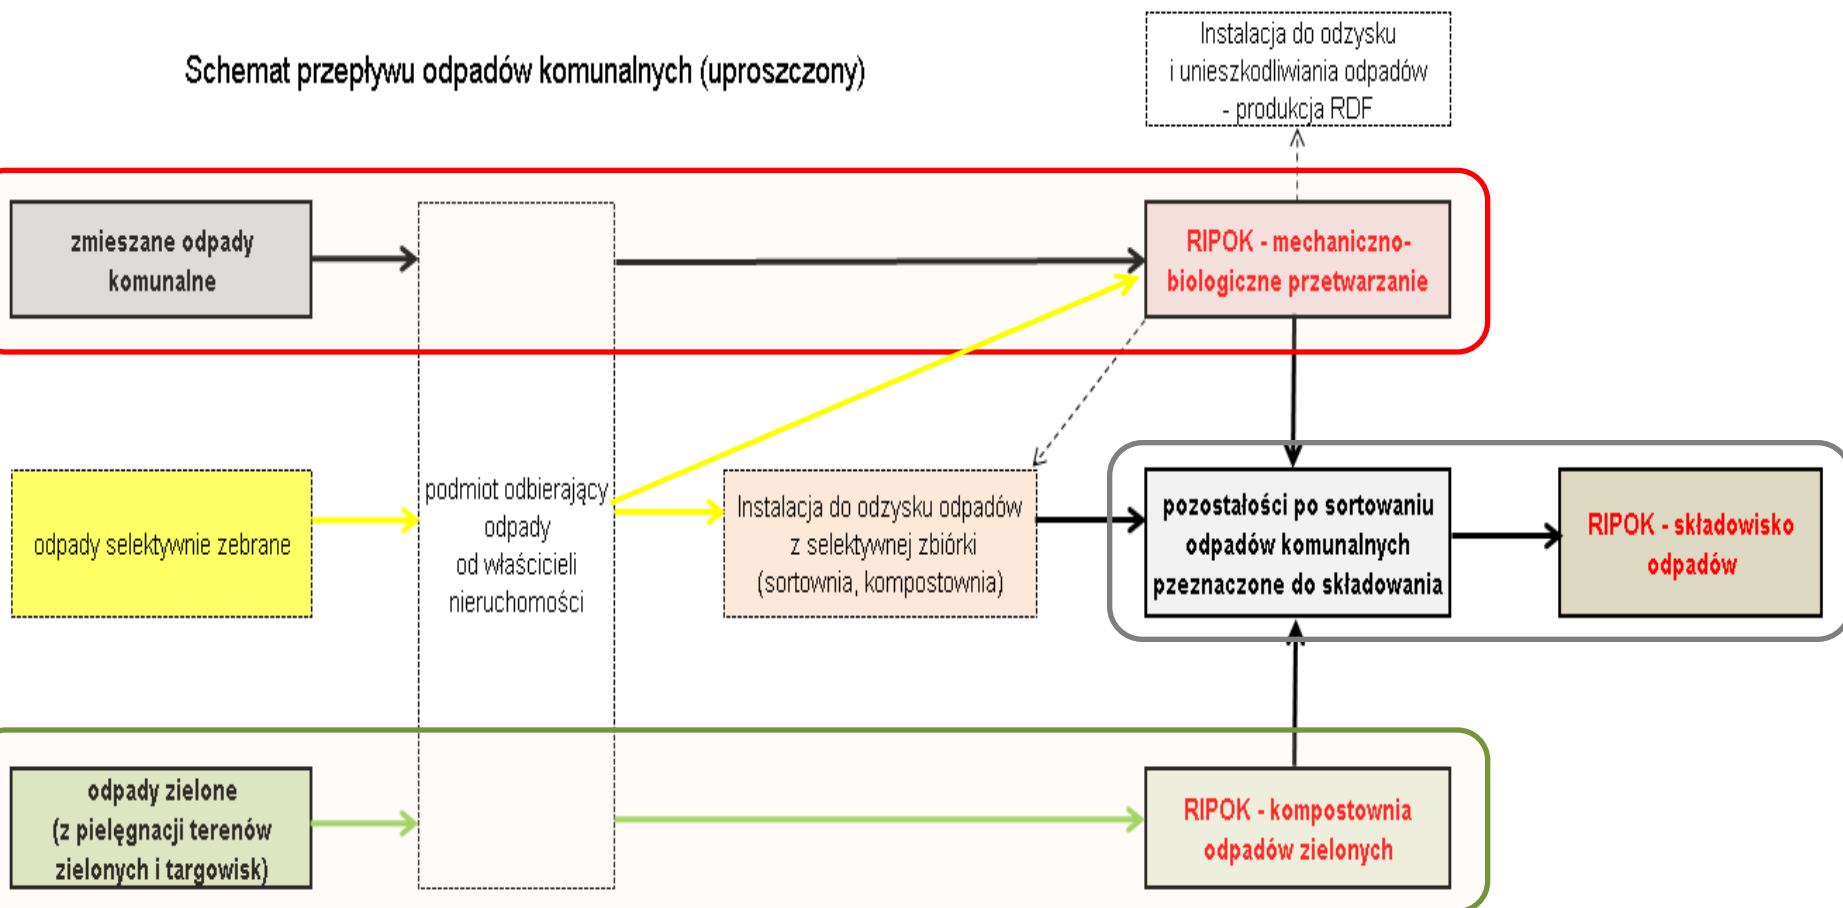 Schemat przepływu odpadów komunalnych (uproszczony)
Instalacja do odzysku
i unieszkodliwiania odpadów
- produkcja RDF
zmieszane odpady
komunalne
RIPOK - mechaniczno-
biologiczne przetwarzanie
odpady selektywnie zebrane
podmiot odbierający
odpady
od właścicieli
nieruchomości
Instalacja do odzysku odpadów
z selektywnej zbiórki
(sortownia, kompostownia)
pozostałości po sortowaniu
odpadów komunalnych
pzeznaczone do składowania
RIPOK - składowisko
odpadów
odpady zielone
(z pielęgnacji terenów
zielonych i targowisk)
RIPOK - kompostownia
odpadów zielonych